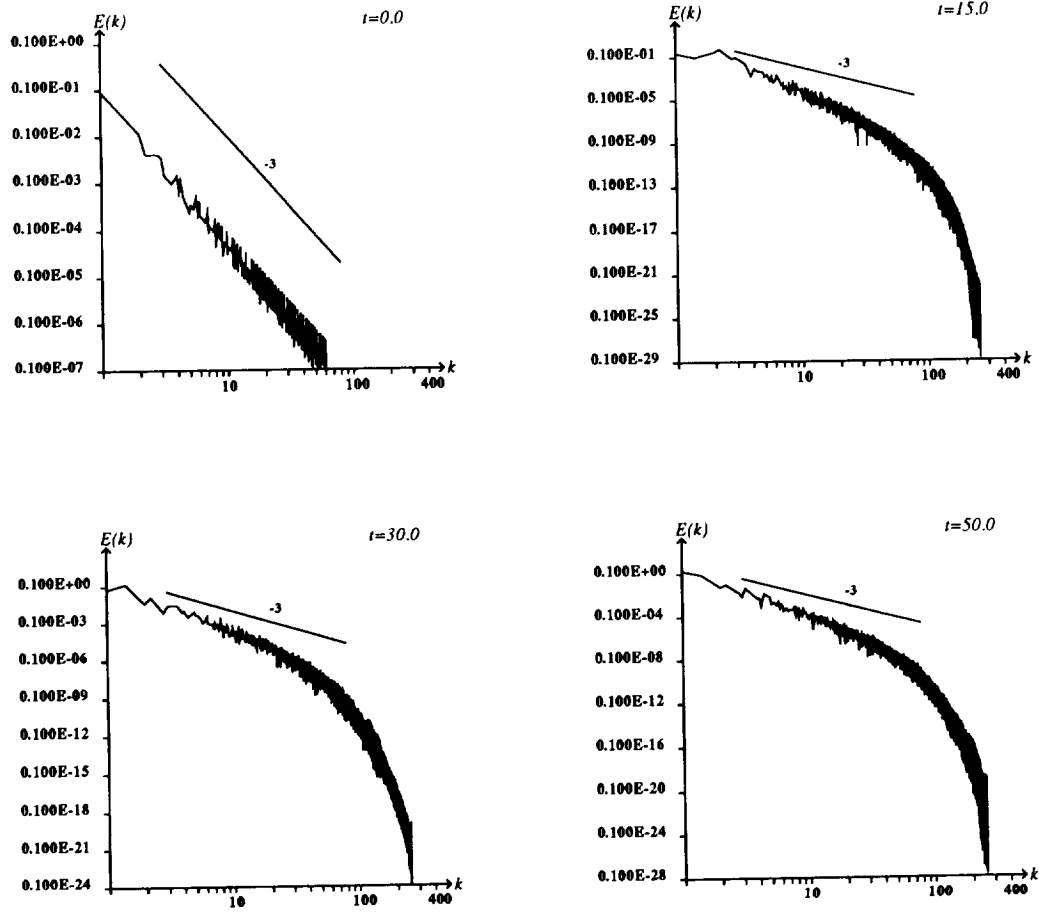 E(k)
t=0.0
0.100E+00
0.100E-01
0.100E-02
0.100E-03
0.100E-04
0.100E-05
0.100E-06
0.100E-07
-3
10
100
400
k
E(k)
t=15.0
0.100E-01
0.100E-05
0.100E-09
0.100E-13
0.100E-17
0.100E-21
0.100E-25
0.100E-29
-3
10
100
400
k
E(k)
t=30.0
0.100E+00
0.100E-03
0.100E-06
0.100E-09
0.100E-12
0.100E-15
0.100E-18
0.100E-21
0.100E-24
-3
10
100
400
k
E(k)
t=50.0
0.100E+00
0.100E-04
0.100E-08
0.100E-12
0.100E-16
0.100E-20
0.100E-24
0.100E-28
-3
10
100
400
k